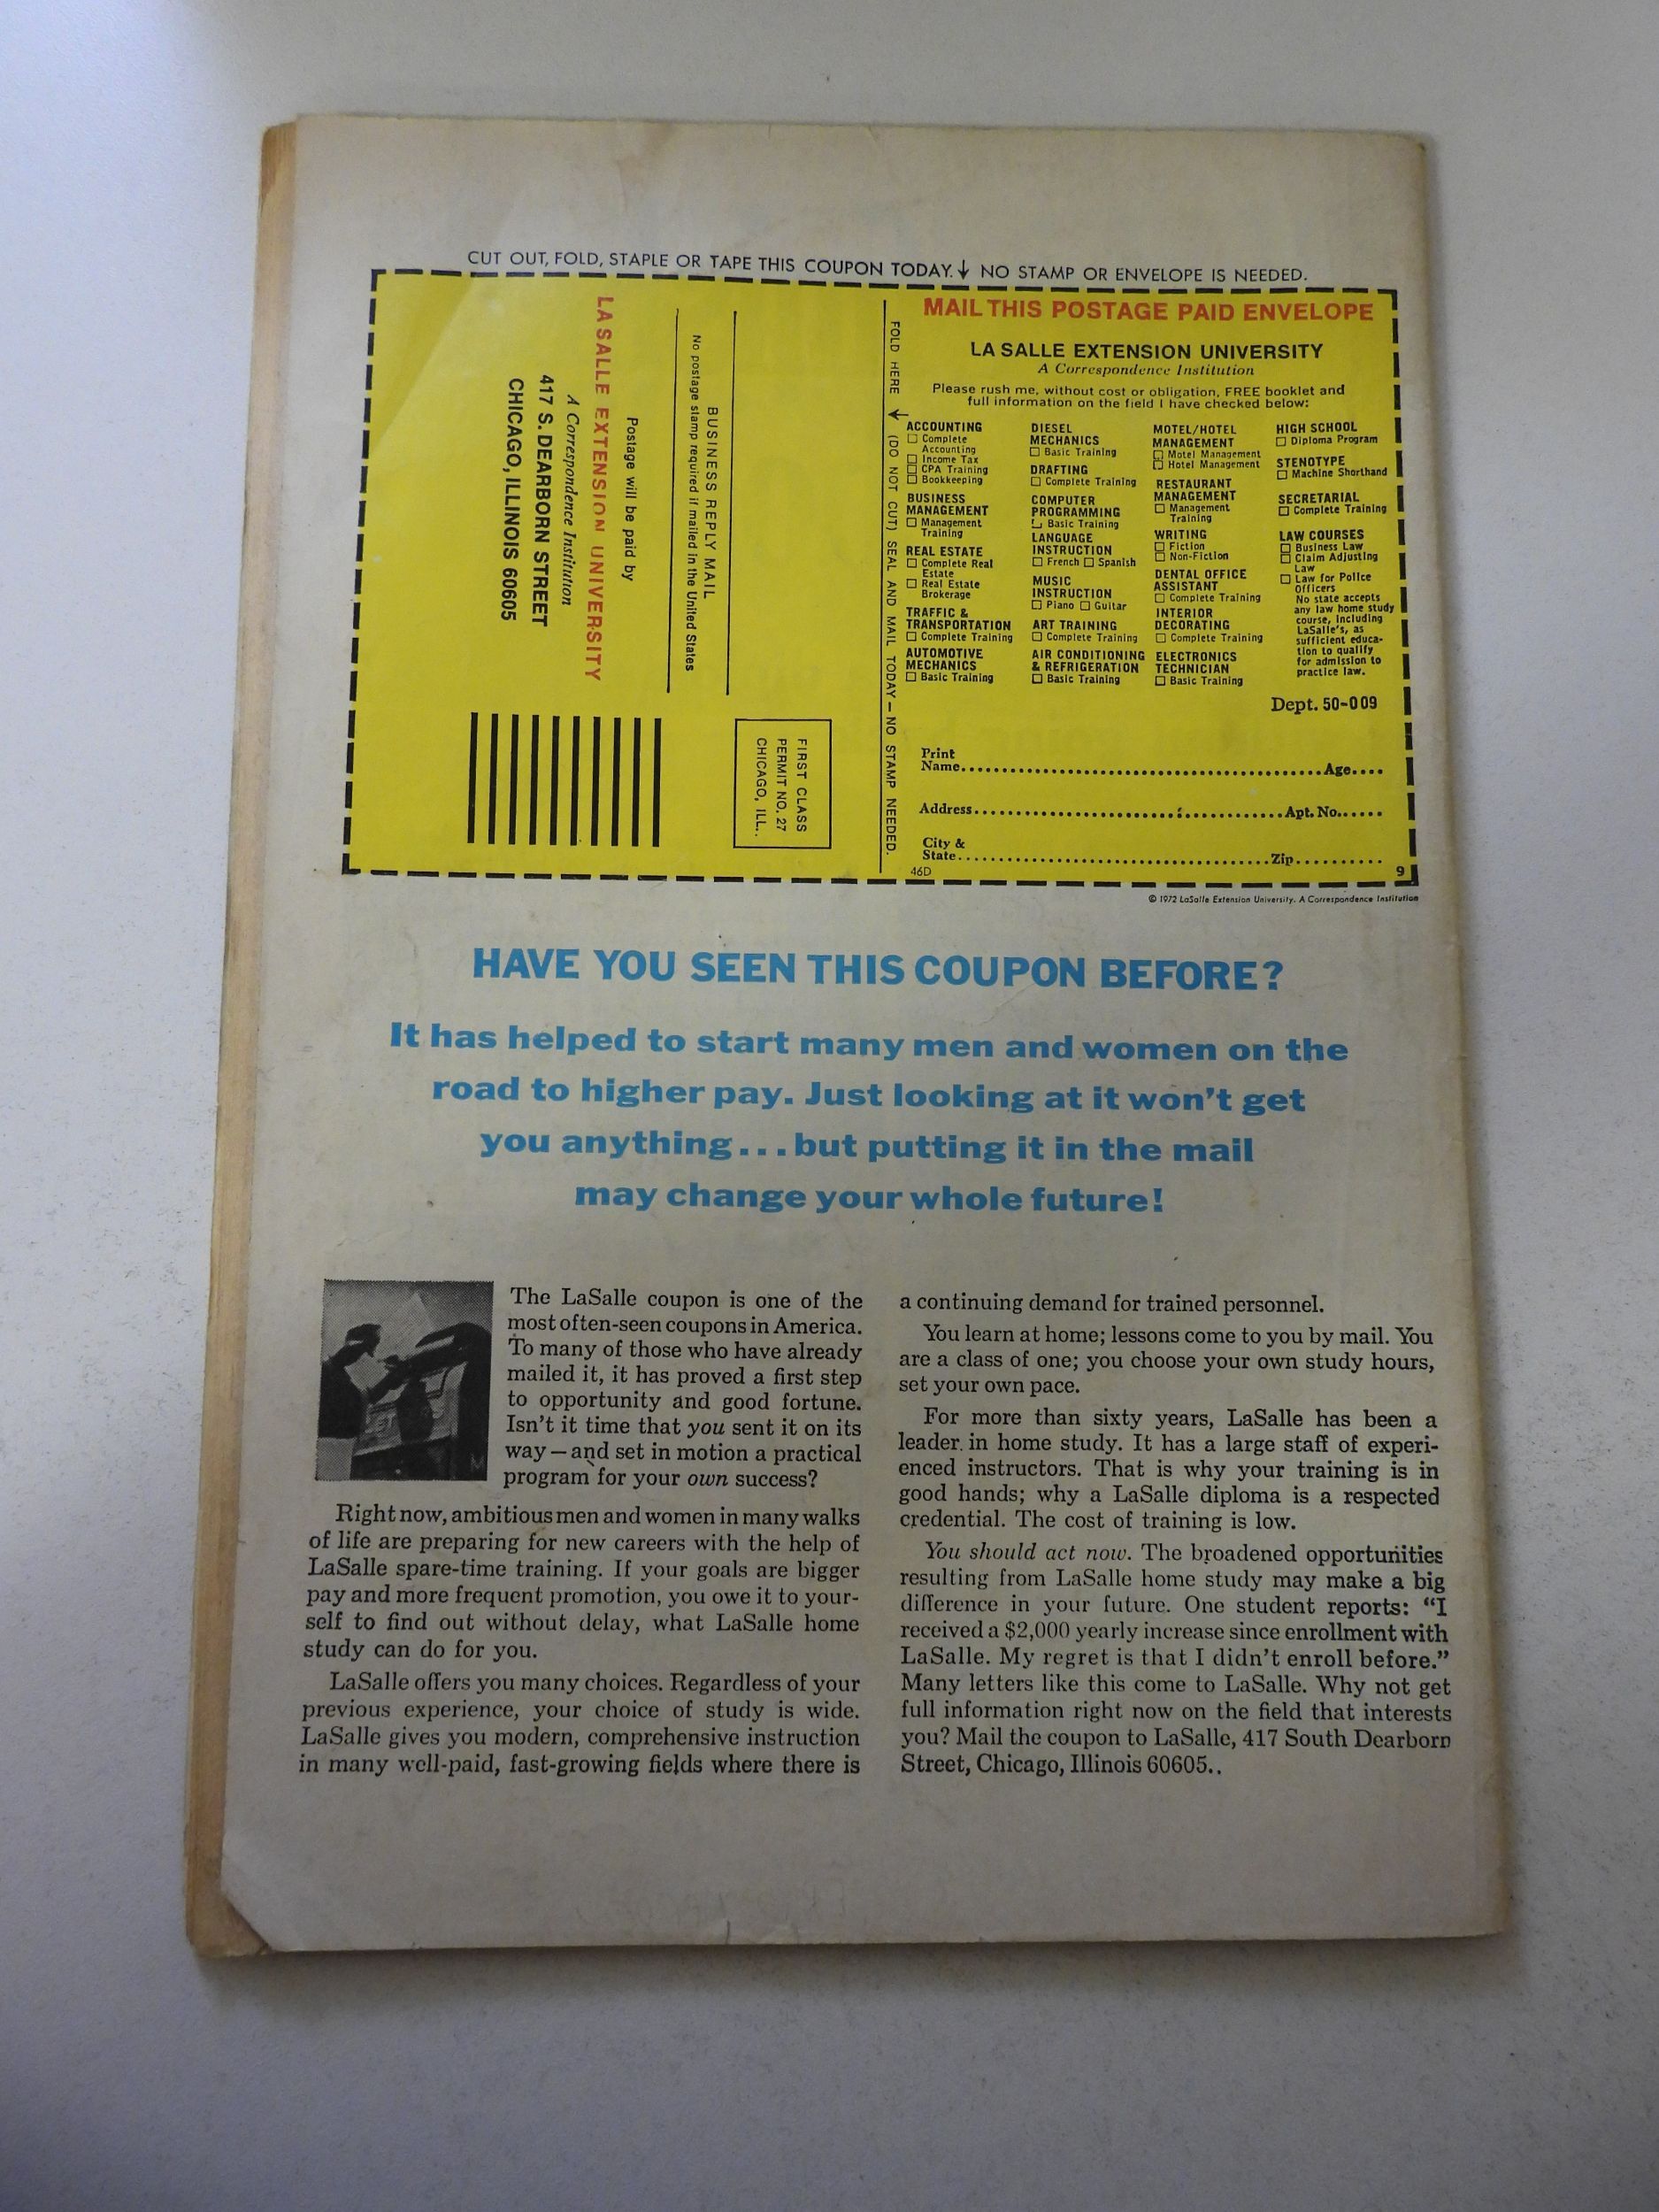 CUT OUT, FOLD, STAPLE OR TAPE THIS COUPON TODAY.↓ NO STAMP OR ENVELOPE IS NEEDED.
FIRST CLASS
PERMIT NO. 27
CHICAGO, ILL..
BUSINESS REPLY MAIL
No postage stamp required if mailed in the United States
Postage will be paid by
LA SALLE EXTENSION UNIVERSITY
A Correspondence Institution
417 S. DEARBORN STREET
CHICAGO, ILLINOIS 60605
FOLD HERE ↓ (DO NOT CUT) SEAL AND MAIL TODAY — NO STAMP NEEDED.
MAIL THIS POSTAGE PAID ENVELOPE
LA SALLE EXTENSION UNIVERSITY
A Correspondence Institution
Please rush me, without cost or obligation, FREE booklet and
full information on the field I have checked below:
ACCOUNTING
☐ Complete
Accounting
☐ Income Tax
☐ CPA Training
☐ Bookkeeping
BUSINESS
MANAGEMENT
☐ Management
Training
REAL ESTATE
☐ Complete Real
Estate
☐ Real Estate
Brokerage
TRAFFIC &
TRANSPORTATION
☐ Complete Training
AUTOMOTIVE
MECHANICS
☐ Basic Training
DIESEL
MECHANICS
☐ Basic Training
DRAFTING
☐ Complete Training
COMPUTER
PROGRAMMING
☐ Basic Training
LANGUAGE
INSTRUCTION
☐ French ☐ Spanish
MUSIC
INSTRUCTION
☐ Piano ☐ Guitar
ART TRAINING
☐ Complete Training
AIR CONDITIONING
& REFRIGERATION
☐ Basic Training
MOTEL/HOTEL
MANAGEMENT
☐ Motel Management
☐ Hotel Management
RESTAURANT
MANAGEMENT
☐ Management
Training
WRITING
☐ Fiction
☐ Non-Fiction
DENTAL OFFICE
ASSISTANT
☐ Complete Training
INTERIOR
DECORATING
☐ Complete Training
ELECTRONICS
TECHNICIAN
☐ Basic Training
HIGH SCHOOL
☐ Diploma Program
STENOTYPE
☐ Machine Shorthand
SECRETARIAL
☐ Complete Training
LAW COURSES
☐ Business Law
☐ Claim Adjusting
Law
☐ Law for Police
Officers
No state accepts
any law home study
course, including
LaSalle's, as
sufficient educa-
tion to qualify
for admission to
practice law.
Dept. 50-009
Print
Name............................................Age....
Address.....................................Apt. No......
City &
State......................................Zip..........
46D 9
© 1972 LaSalle Extension University. A Correspondence Institution
HAVE YOU SEEN THIS COUPON BEFORE?
It has helped to start many men and women on the
road to higher pay. Just looking at it won't get
you anything...but putting it in the mail
may change your whole future!
The LaSalle coupon is one of the
most often-seen coupons in America.
To many of those who have already
mailed it, it has proved a first step
to opportunity and good fortune.
Isn't it time that you sent it on its
way — and set in motion a practical
program for your own success?
Right now, ambitious men and women in many walks
of life are preparing for new careers with the help of
LaSalle spare-time training. If your goals are bigger
pay and more frequent promotion, you owe it to your-
self to find out without delay, what LaSalle home
study can do for you.
LaSalle offers you many choices. Regardless of your
previous experience, your choice of study is wide.
LaSalle gives you modern, comprehensive instruction
in many well-paid, fast-growing fields where there is
a continuing demand for trained personnel.
You learn at home; lessons come to you by mail. You
are a class of one; you choose your own study hours,
set your own pace.
For more than sixty years, LaSalle has been a
leader in home study. It has a large staff of experi-
enced instructors. That is why your training is in
good hands; why a LaSalle diploma is a respected
credential. The cost of training is low.
You should act now. The broadened opportunities
resulting from LaSalle home study may make a big
difference in your future. One student reports: "I
received a $2,000 yearly increase since enrollment with
LaSalle. My regret is that I didn't enroll before."
Many letters like this come to LaSalle. Why not get
full information right now on the field that interests
you? Mail the coupon to LaSalle, 417 South Dearborn
Street, Chicago, Illinois 60605..